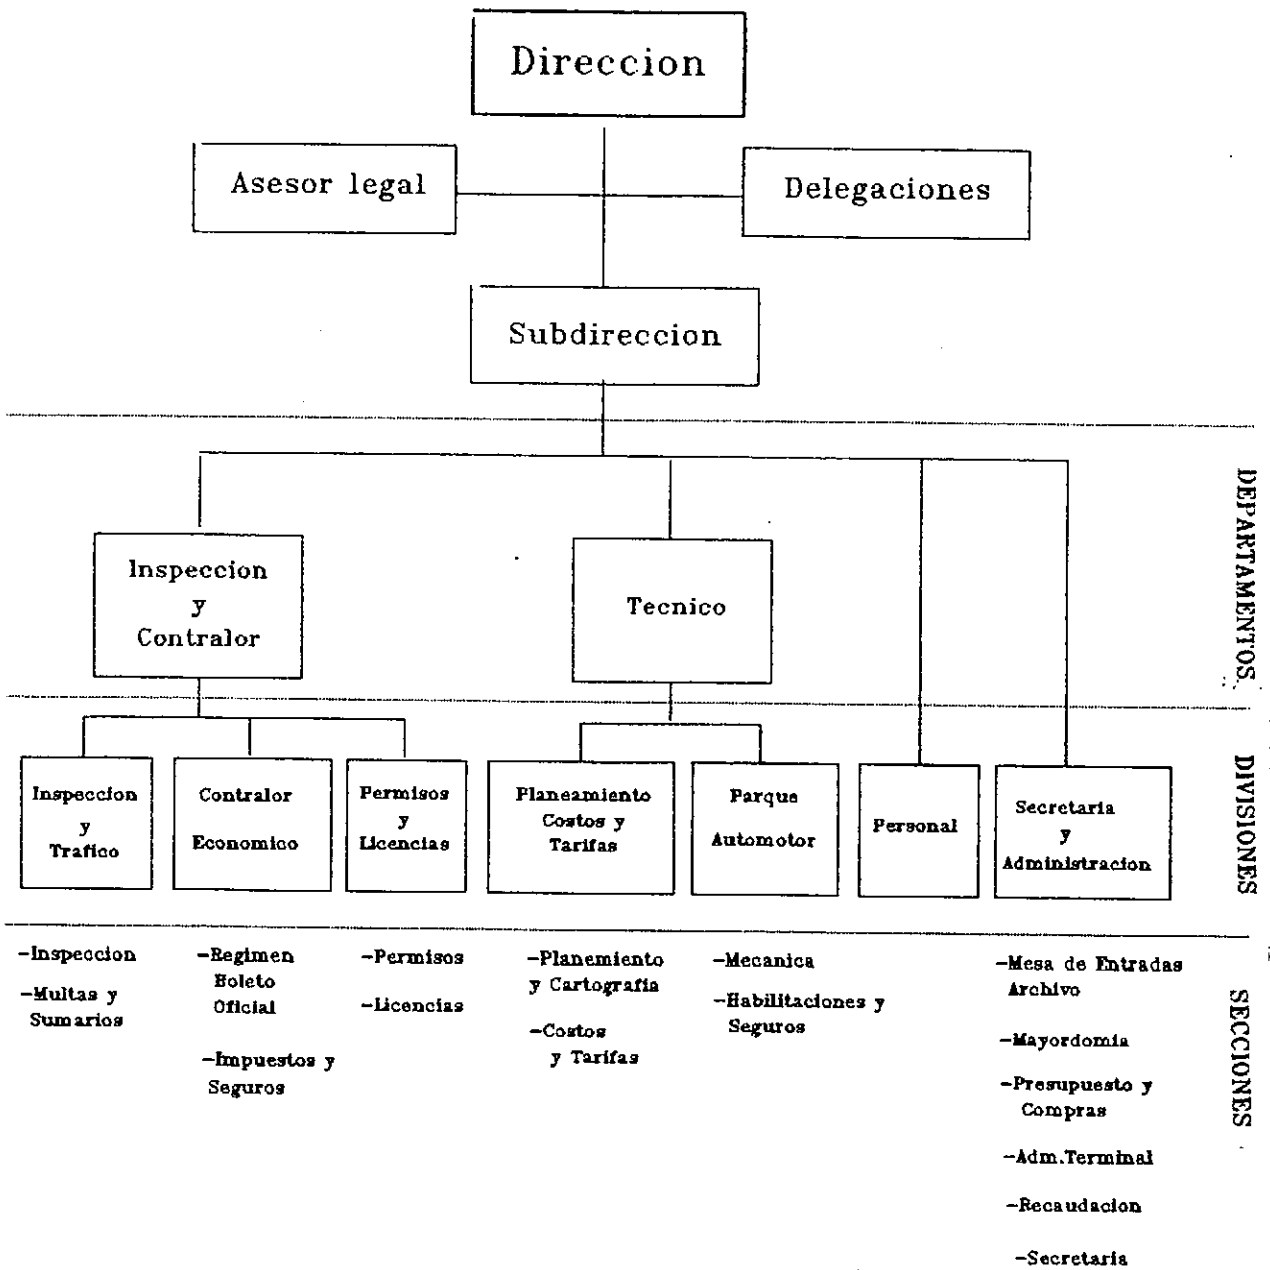 Direccion
Asesor legal
Delegaciones
Subdireccion
DEPARTAMENTOS
Inspeccion
y
Contralor
Tecnico
DIVISIONES
Inspeccion
y
Trafico
Contralor
Economico
Permisos
y
Licencias
Planeamiento
Costos y
Tarifas
Parque
Automotor
Personal
Secretaria
y
Administracion
SECCIONES
-Inspeccion
-Multas y
Sumarios
-Regimen
Boleto
Oficial
-Impuestos y
Seguros
-Permisos
-Licencias
-Planemiento
y Cartografia
-Costos
y Tarifas
-Mecanica
-Habilitaciones y
Seguros
-Mesa de Entradas
Archivo
-Mayordomia
-Presupuesto y
Compras
-Adm.Terminal
-Recaudacion
-Secretaria